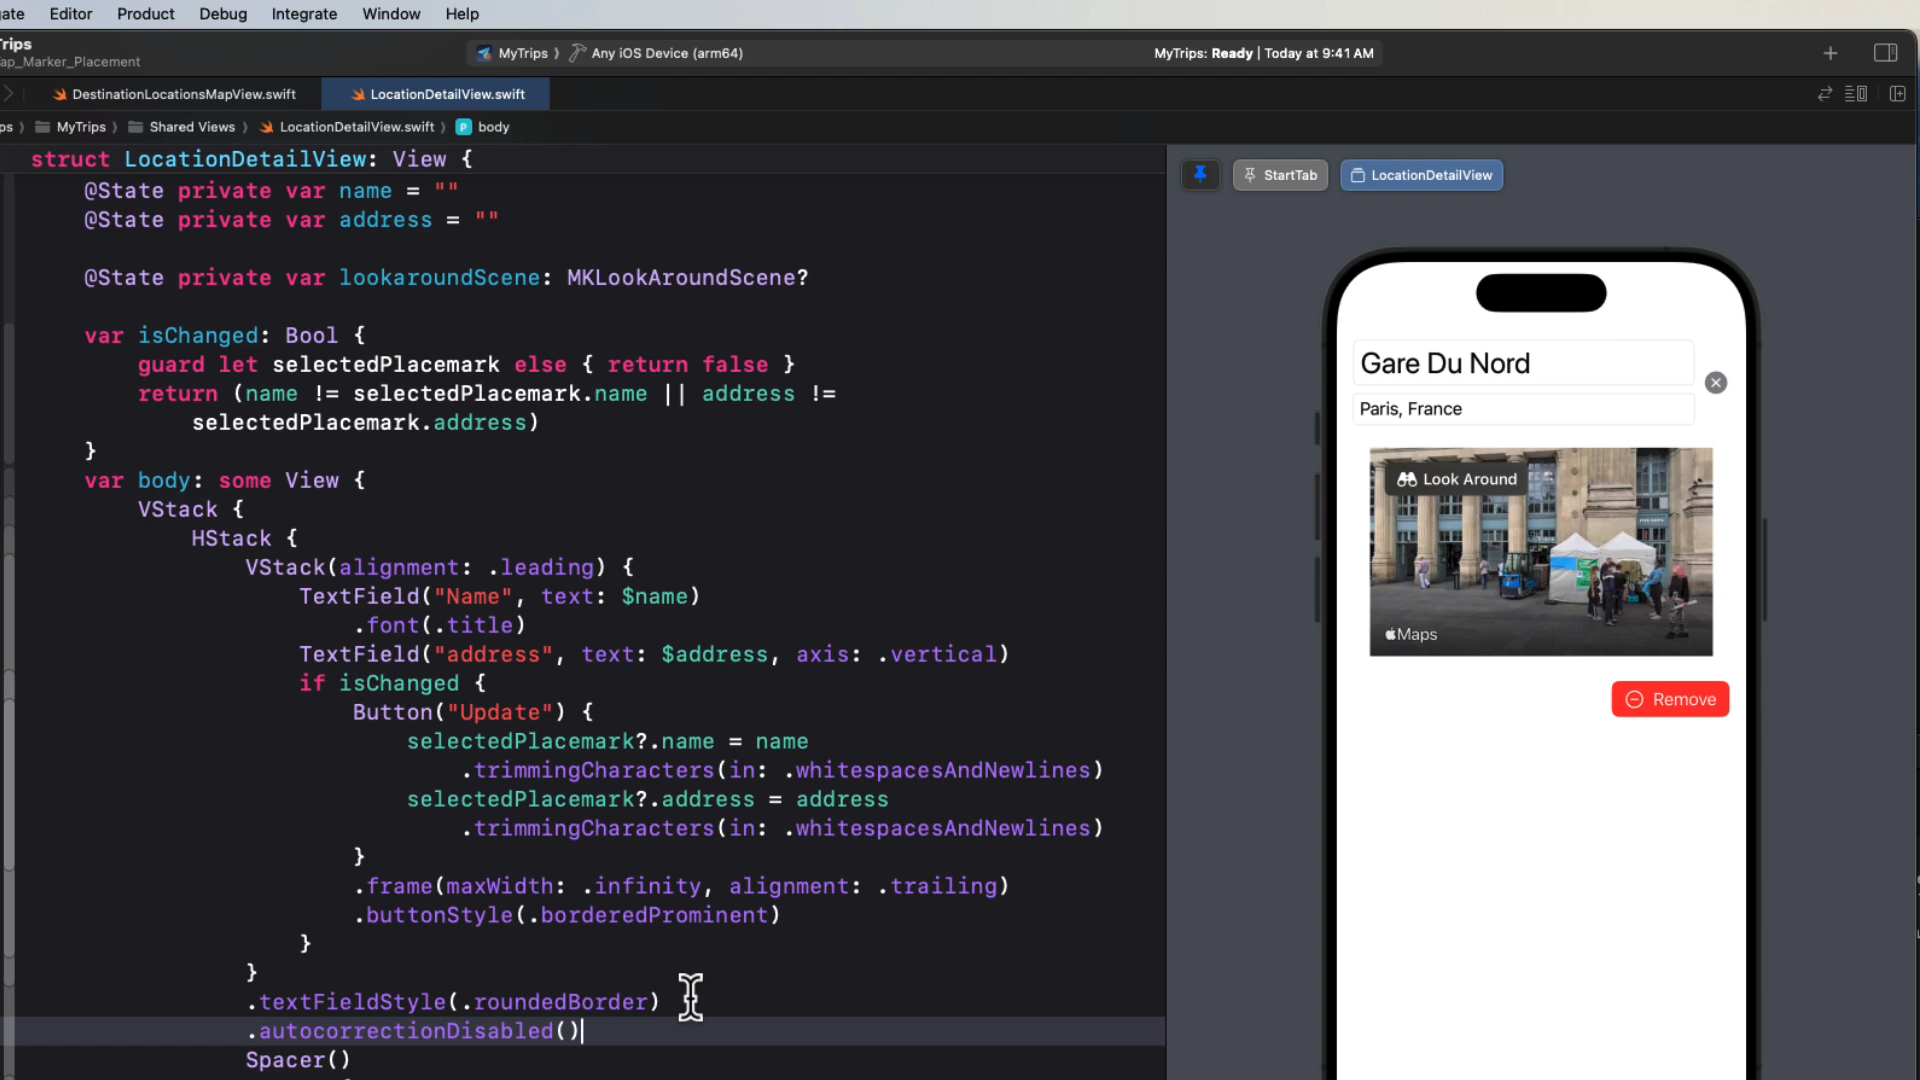 ate Editor Product Debug Integrate Window Help
Trips
ap_Marker_Placement
MyTrips Any iOS Device (arm64)
MyTrips: Ready | Today at 9:41 AM
DestinationLocationsMapView.swift LocationDetailView.swift
ps MyTrips Shared Views LocationDetailView.swift P body
struct LocationDetailView: View {
@State private var name = ""
@State private var address = ""
@State private var lookaroundScene: MKLookAroundScene?
var isChanged: Bool {
guard let selectedPlacemark else { return false }
return (name != selectedPlacemark.name || address !=
selectedPlacemark.address)
}
var body: some View {
VStack {
HStack {
VStack(alignment: .leading) {
TextField("Name", text: $name)
.font(.title)
TextField("address", text: $address, axis: .vertical)
if isChanged {
Button("Update") {
selectedPlacemark?.name = name
.trimmingCharacters(in: .whitespacesAndNewlines)
selectedPlacemark?.address = address
.trimmingCharacters(in: .whitespacesAndNewlines)
}
.frame(maxWidth: .infinity, alignment: .trailing)
.buttonStyle(.borderedProminent)
}
}
.textFieldStyle(.roundedBorder)
.autocorrectionDisabled()
Spacer()
StartTab LocationDetailView
Gare Du Nord
Paris, France
Look Around
Maps
Remove